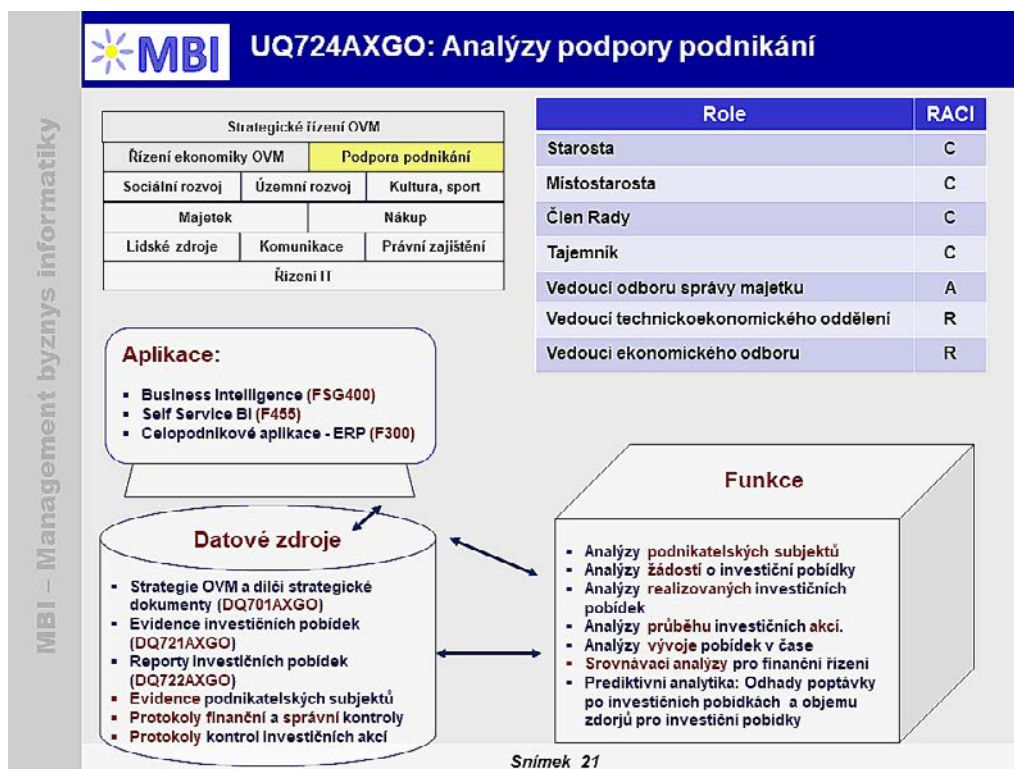 MBI
UQ724AXGO: Analýzy podpory podnikání
MBI – Management byznys informatiky
Strategické řízení OVM
Řízení ekonomiky OVM
Podpora podnikání
Sociální rozvoj
Územní rozvoj
Kultura, sport
Majetek
Nákup
Lidské zdroje
Komunikace
Právní zajištění
Řízení IT
Role RACI
Starosta C
Místostarosta C
Člen Rady C
Tajemník C
Vedoucí odboru správy majetku A
Vedoucí technickoekonomického oddělení R
Vedoucí ekonomického odboru R
Aplikace:
▪ Business Intelligence (FSG400)
▪ Self Service BI (F455)
▪ Celopodnikové aplikace - ERP (F300)
Datové zdroje
▪ Strategie OVM a dílčí strategické
dokumenty (DQ701AXGO)
▪ Evidence investičních pobídek
(DQ721AXGO)
▪ Reporty investičních pobídek
(DQ722AXGO)
▪ Evidence podnikatelských subjektů
▪ Protokoly finanční a správní kontroly
▪ Protokoly kontrol investičních akcí
Funkce
▪ Analýzy podnikatelských subjektů
▪ Analýzy žádostí o investiční pobídky
▪ Analýzy realizovaných investičních
pobídek
▪ Analýzy průběhu investičních akcí.
▪ Analýzy vývoje pobídek v čase
▪ Srovnávací analýzy pro finanční řízení
▪ Prediktivní analytika: Odhady poptávky
po investičních pobídkách a objemu
zdorjů pro investiční pobídky
Snímek 21